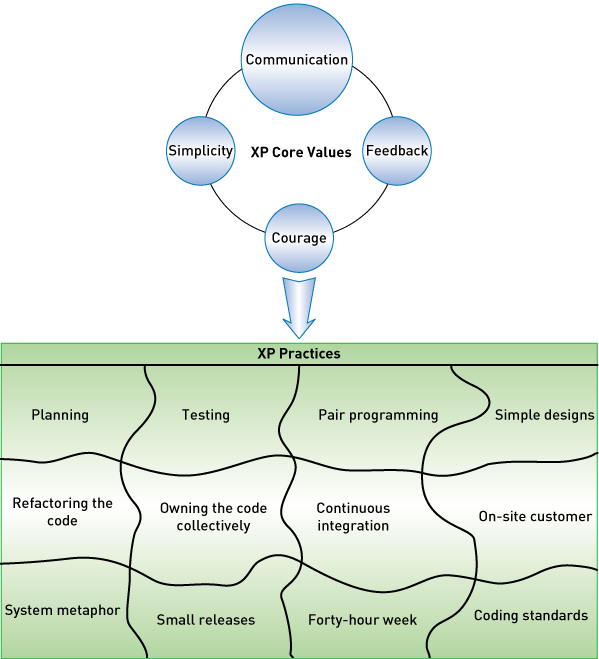 Communication
Simplicity
XP Core Values
Feedback
Courage
XP Practices
Planning
Testing
Pair programming
Simple designs
Refactoring the
code
Owning the code
collectively
Continuous
integration
On-site customer
System metaphor
Small releases
Forty-hour week
Coding standards